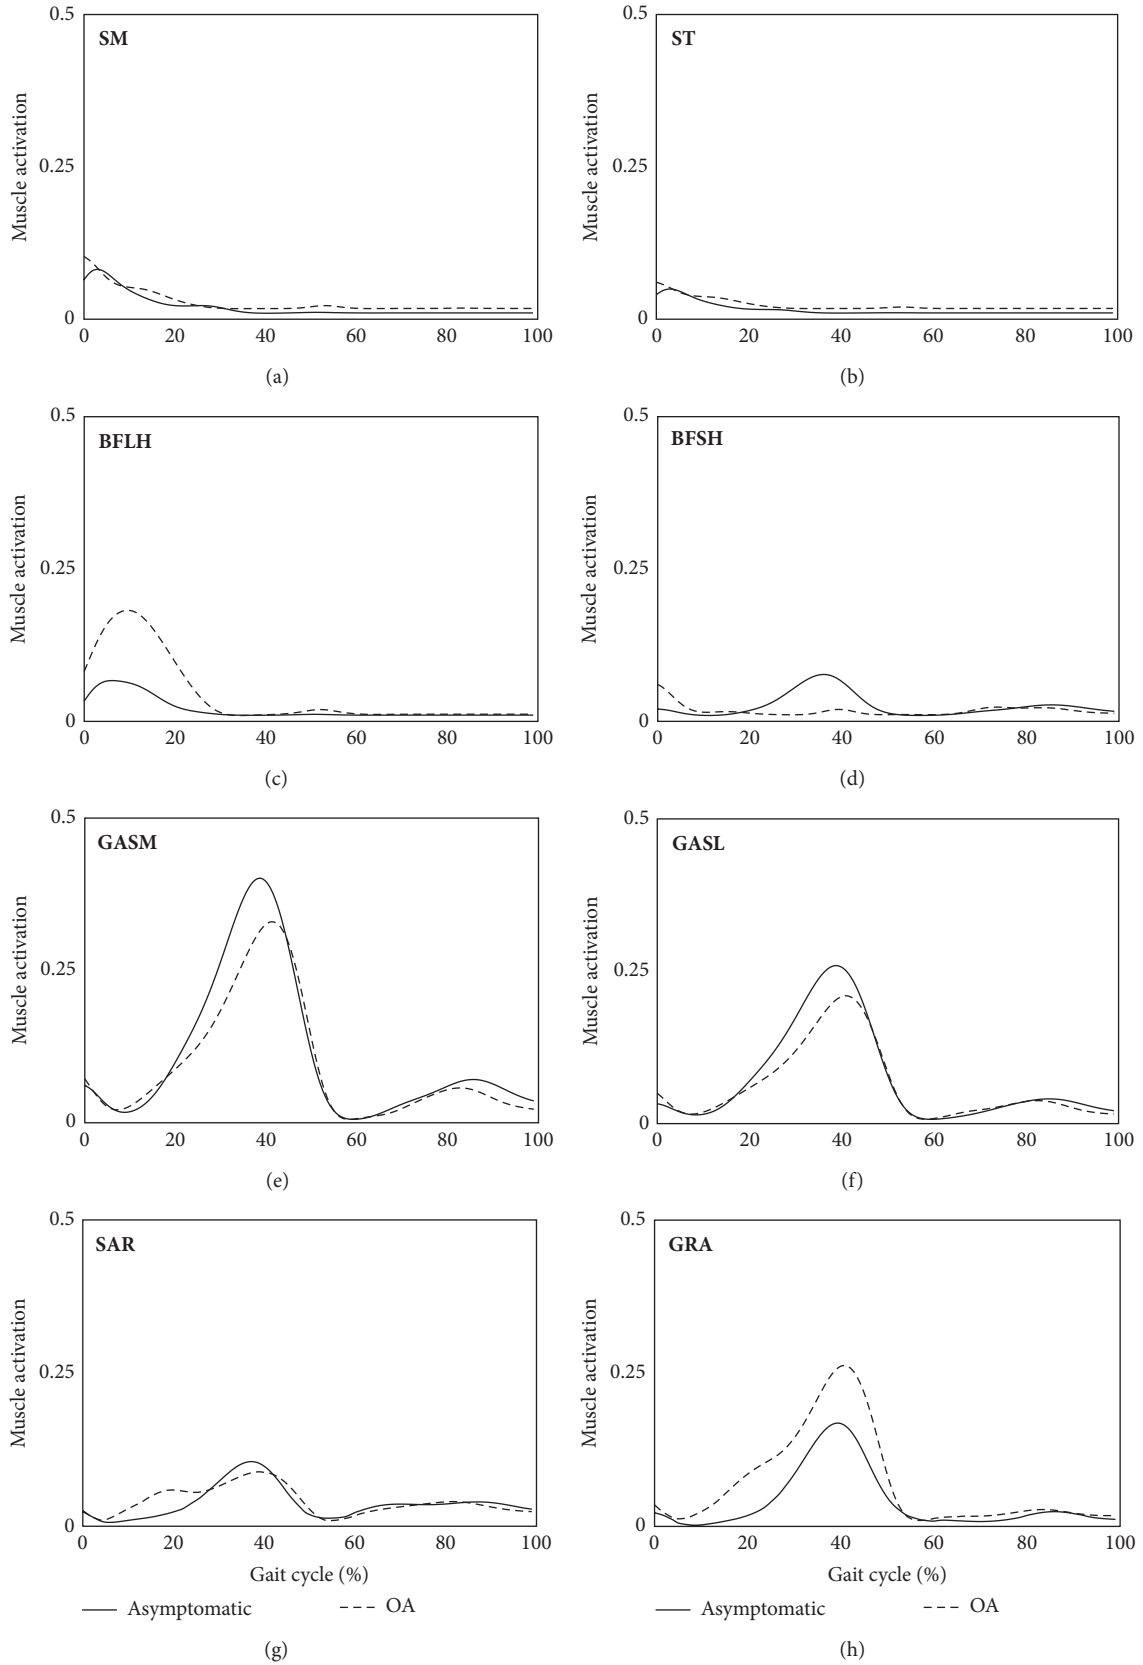 0.5
SM
Muscle activation
0.25
0
0 20 40 60 80 100
(a)
0.5
ST
Muscle activation
0.25
0
0 20 40 60 80 100
(b)
0.5
BFLH
Muscle activation
0.25
0
0 20 40 60 80 100
(c)
0.5
BFSH
Muscle activation
0.25
0
0 20 40 60 80 100
(d)
0.5
GASM
Muscle activation
0.25
0
0 20 40 60 80 100
(e)
0.5
GASL
Muscle activation
0.25
0
0 20 40 60 80 100
(f)
0.5
SAR
Muscle activation
0.25
0
0 20 40 60 80 100
Gait cycle (%)
Asymptomatic OA
(g)
0.5
GRA
Muscle activation
0.25
0
0 20 40 60 80 100
Gait cycle (%)
Asymptomatic OA
(h)